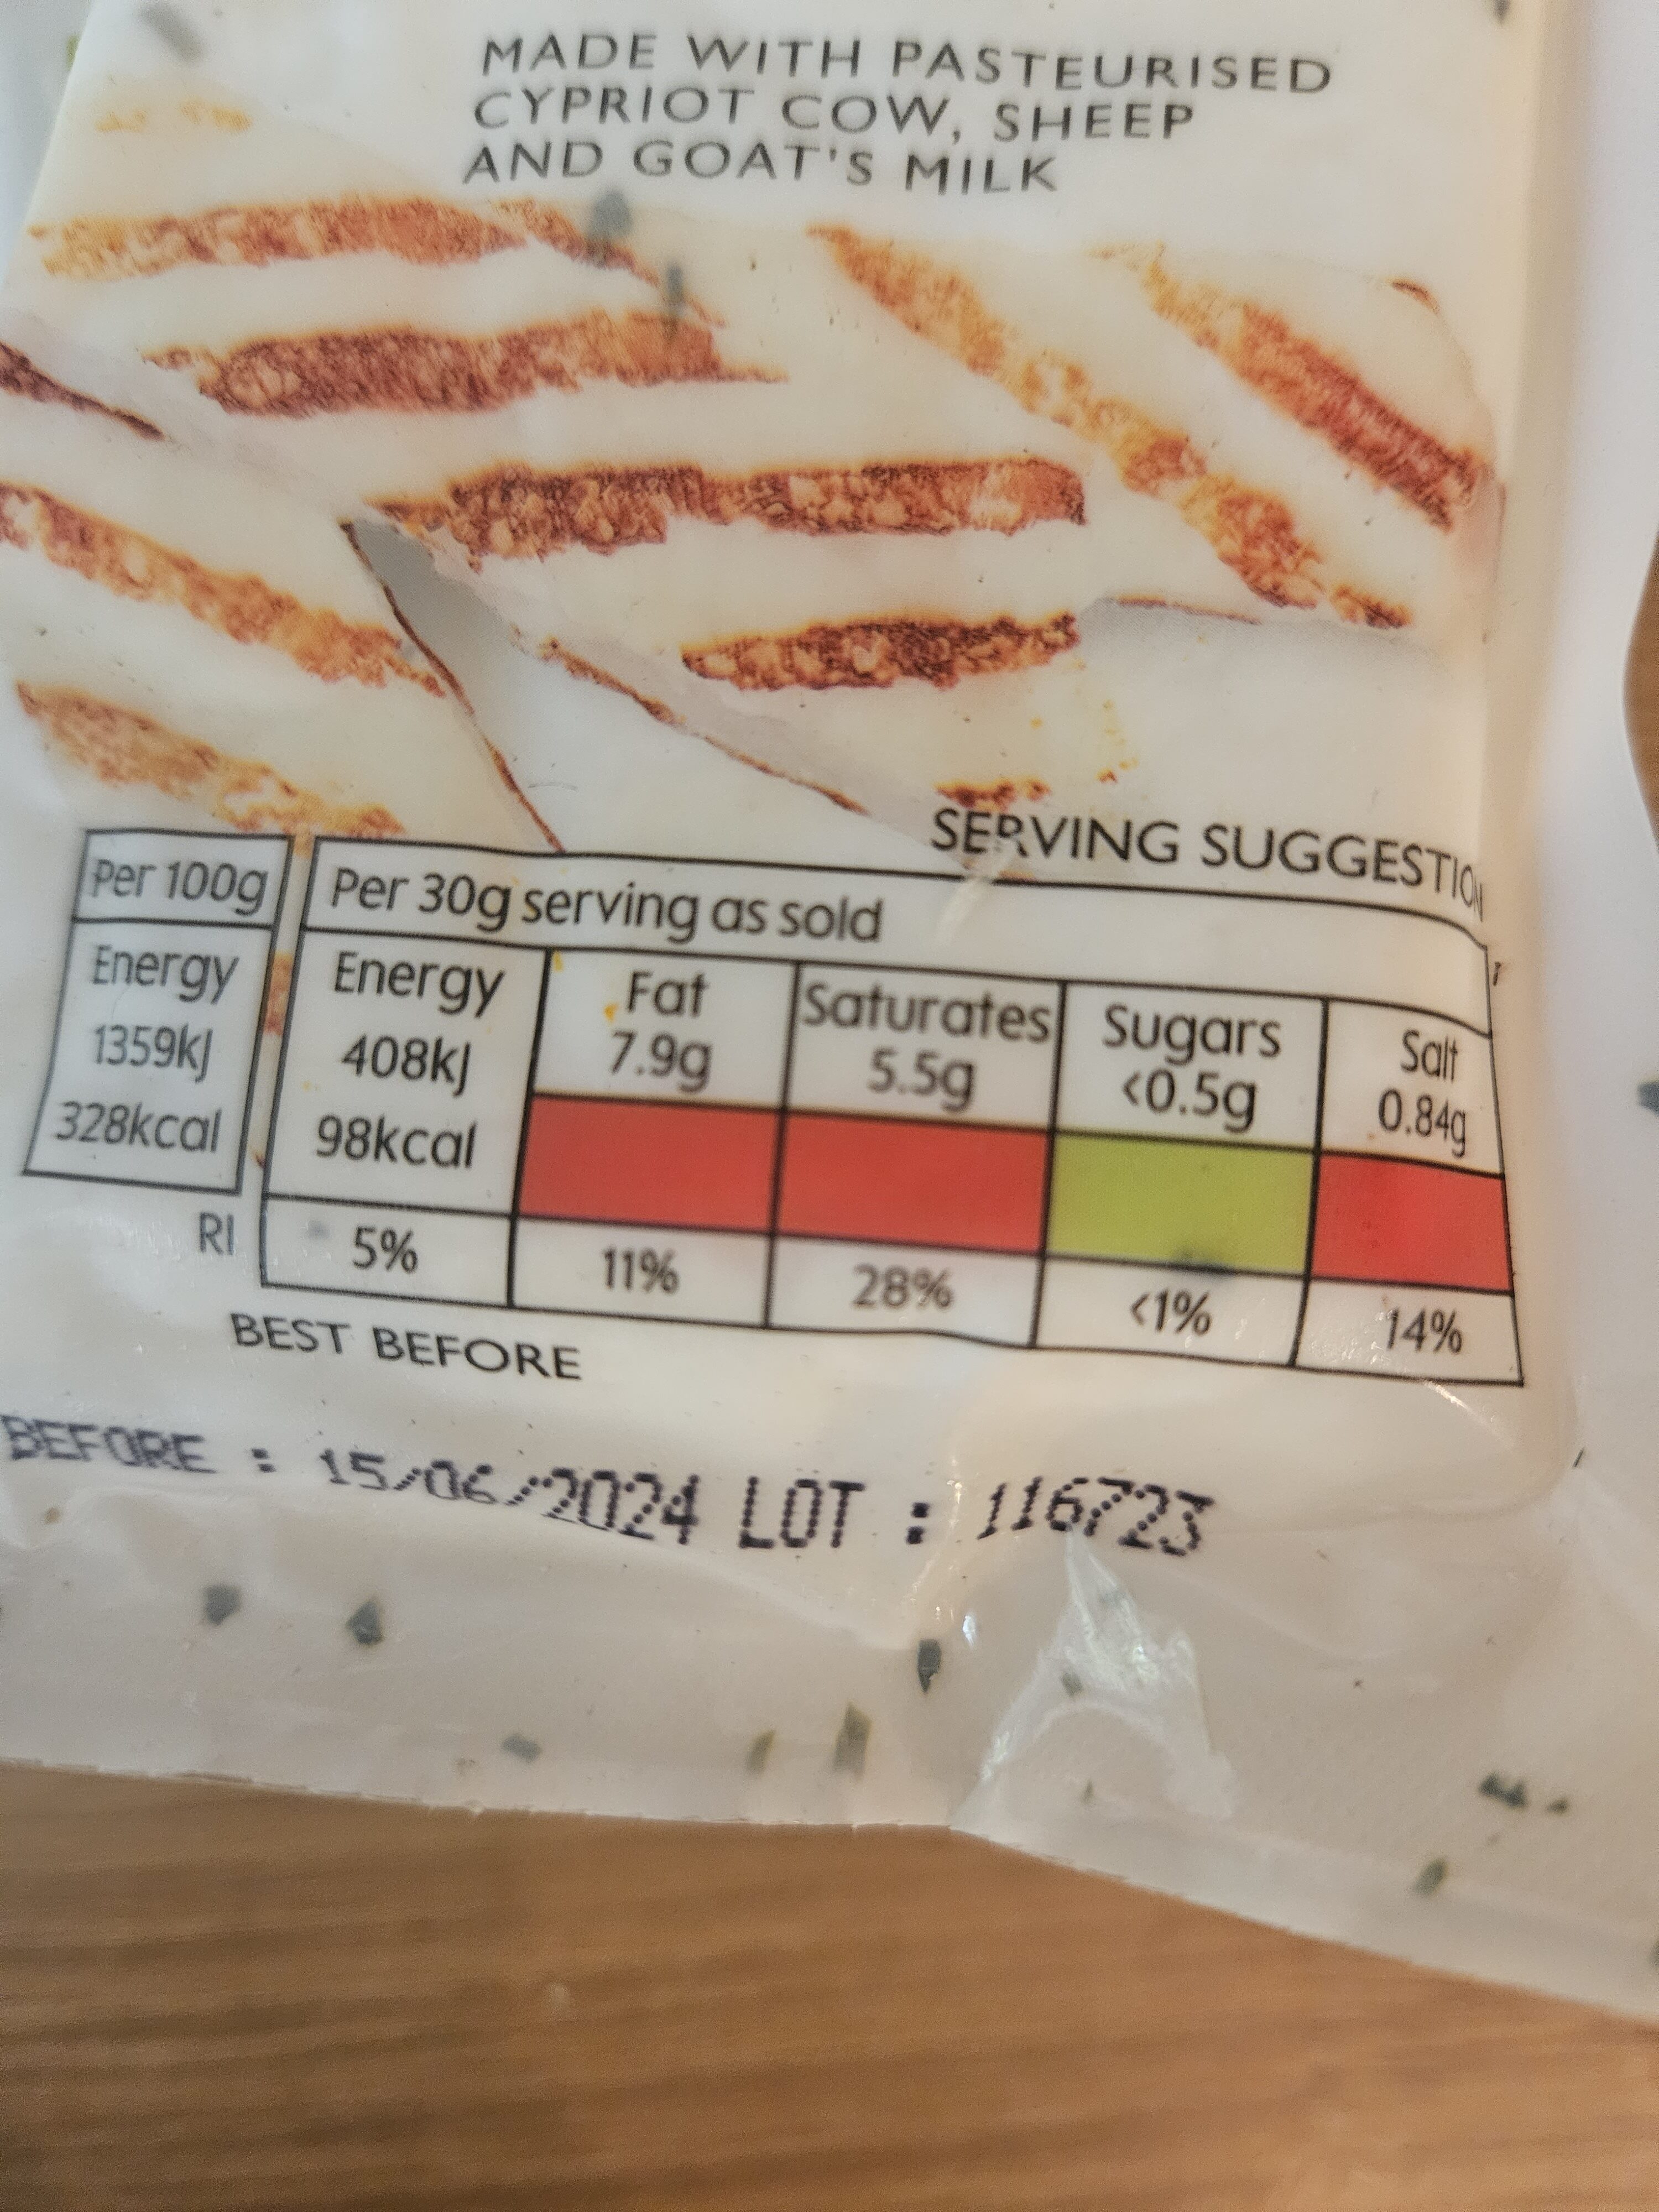 MADE WITH PASTEURISED
CYPRIOT COW, SHEEP
AND GOAT'S MILK
SERVING SUGGESTION
Per 100g
Energy
1359kJ
328kcal
Per 30g serving as sold
Energy
408kJ
98kcal
Fat
7.9g
Saturates
5.5g
Sugars
<0.5g
Salt
0.84g
RI 5% 11% 28% <1% 14%
BEST BEFORE
BEFORE : 15/06/2024 LOT : 116723